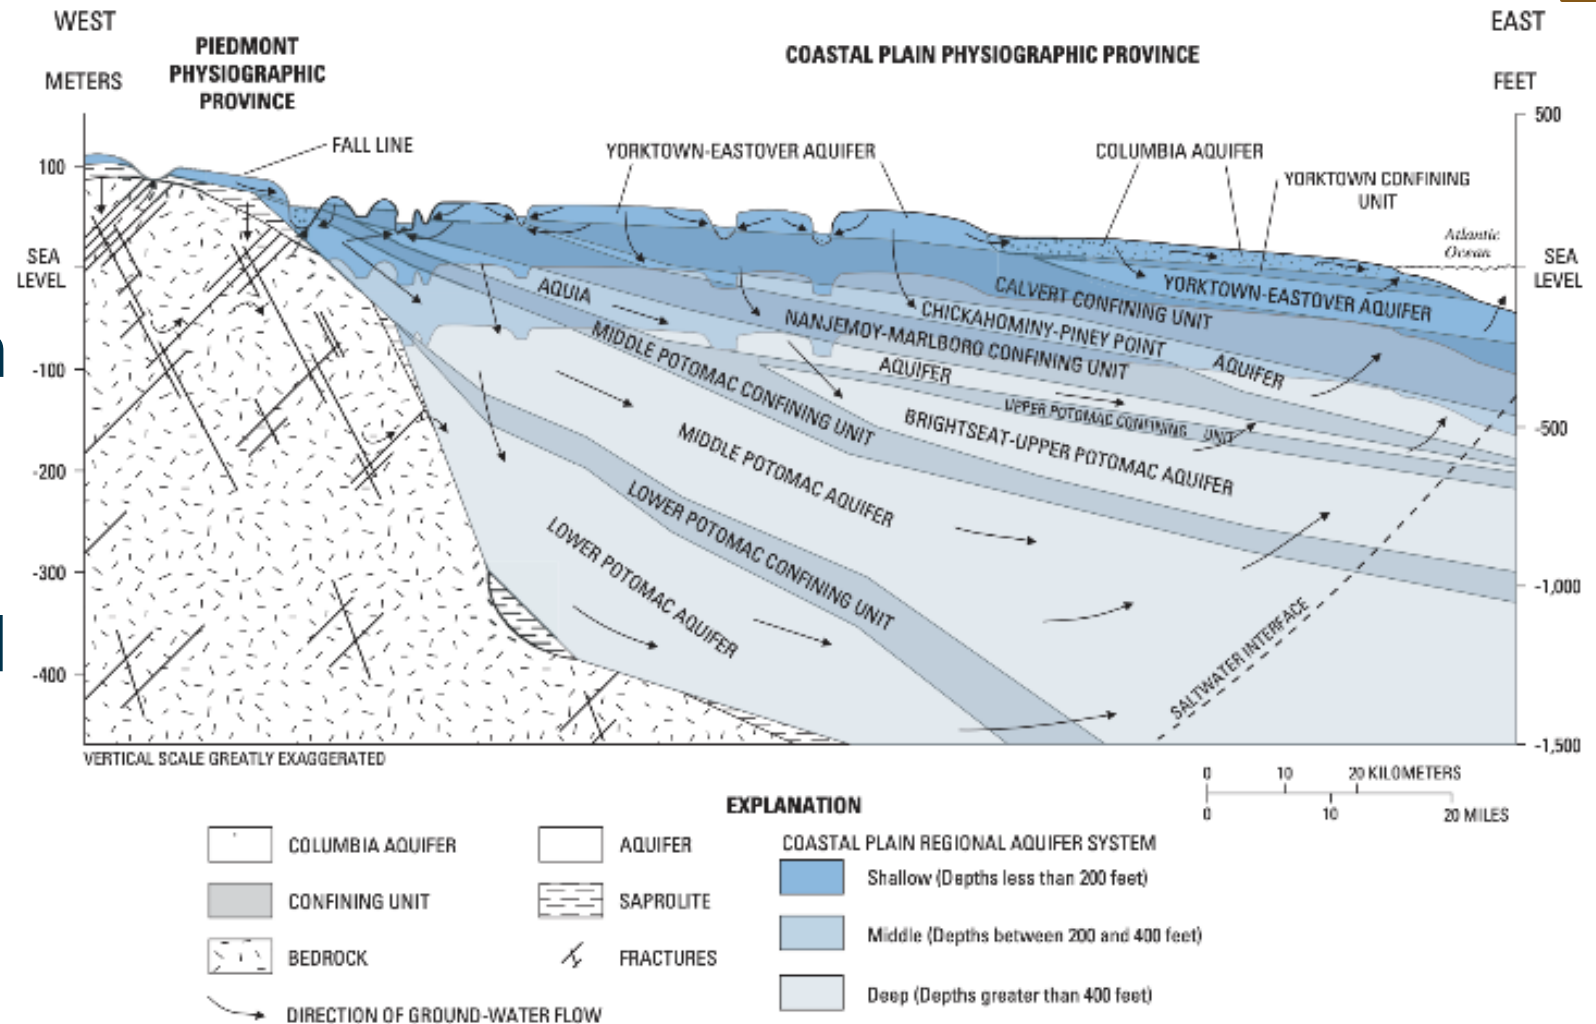 WEST
EAST
PIEDMONT
PHYSIOGRAPHIC
PROVINCE
COASTAL PLAIN PHYSIOGRAPHIC PROVINCE
METERS
FEET
FALL LINE
YORKTOWN-EASTOVER AQUIFER
COLUMBIA AQUIFER
YORKTOWN CONFINING
UNIT
Atlantic
Ocean
100
SEA
LEVEL
-100
-200
-300
-400
500
SEA
LEVEL
-500
-1,000
-1,500
YORKTOWN-EASTOVER AQUIFER
CALVERT CONFINING UNIT
CHICKAHOMINY-PINEY POINT
AQUIFER
NANJEMOY-MARLBORO CONFINING UNIT
AQUIA
AQUIFER
UPPER POTOMAC CONFINING UNIT
BRIGHTSEAT-UPPER POTOMAC AQUIFER
MIDDLE POTOMAC CONFINING UNIT
MIDDLE POTOMAC AQUIFER
LOWER POTOMAC CONFINING UNIT
LOWER POTOMAC AQUIFER
SALTWATER INTERFACE
VERTICAL SCALE GREATLY EXAGGERATED
0 10 20 KILOMETERS
0 10 20 MILES
EXPLANATION
COLUMBIA AQUIFER
CONFINING UNIT
BEDROCK
DIRECTION OF GROUND-WATER FLOW
AQUIFER
SAPROLITE
FRACTURES
COASTAL PLAIN REGIONAL AQUIFER SYSTEM
Shallow (Depths less than 200 feet)
Middle (Depths between 200 and 400 feet)
Deep (Depths greater than 400 feet)